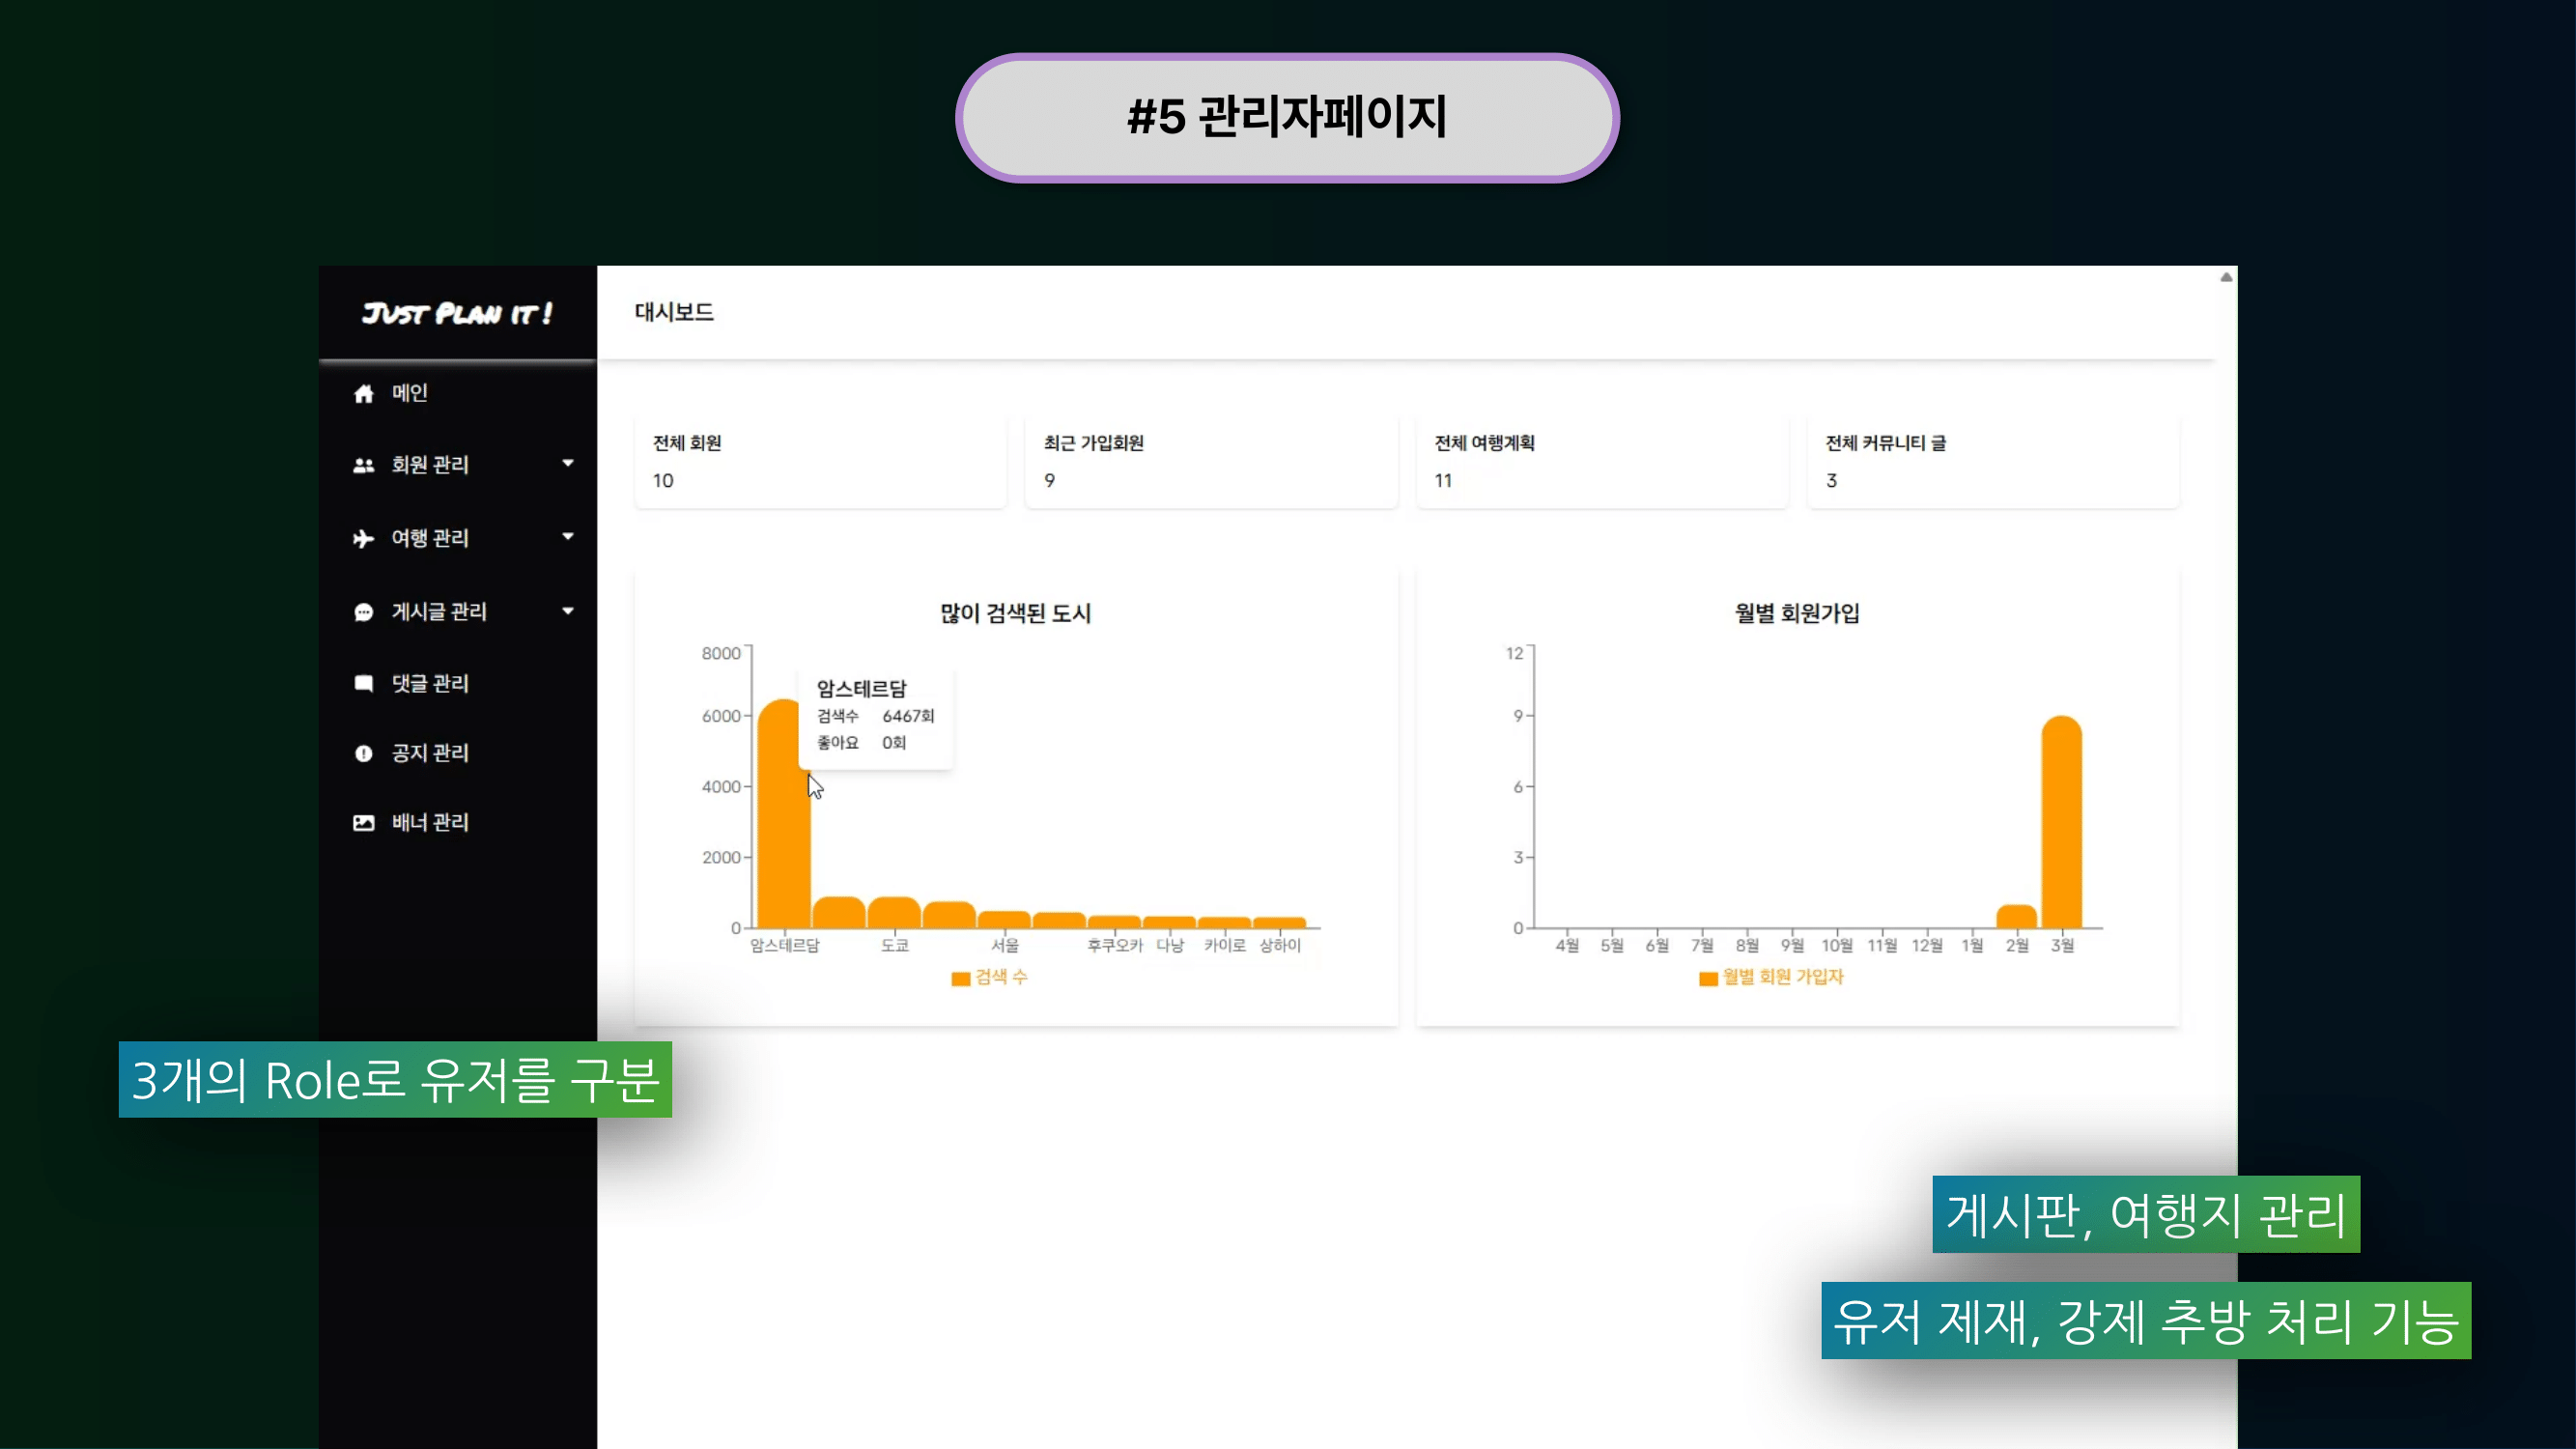 #5 관리자페이지
JUST PLAN IT !
대시보드
메인
회원 관리
여행 관리
게시글 관리
댓글 관리
공지 관리
배너 관리
전체 회원
10
최근 가입회원
9
전체 여행계획
11
전체 커뮤니티 글
3
많이 검색된 도시
8000
6000
4000
2000
0
암스테르담
검색수 6467회
좋아요 0회
암스테르담 도쿄 서울 후쿠오카 다낭 카이로 상하이
검색 수
월별 회원가입
12
9
6
3
0
4월 5월 6월 7월 8월 9월 10월 11월 12월 1월 2월 3월
월별 회원 가입자
3개의 Role로 유저를 구분
게시판, 여행지 관리
유저 제재, 강제 추방 처리 기능